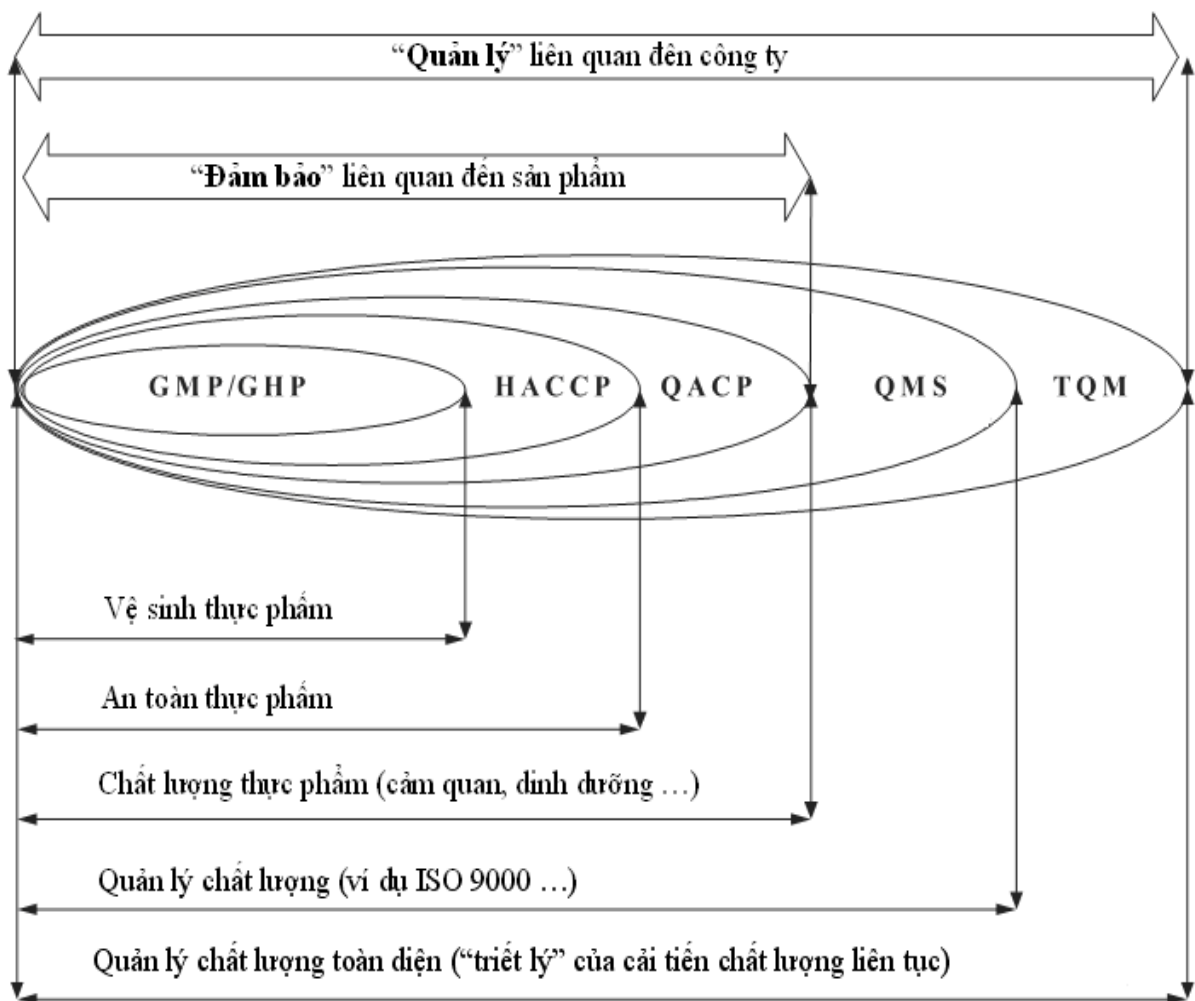 “Quản lý” liên quan đên công ty
“Đảm bảo” liên quan đến sản phẩm
GMP/GHP HACCP QACP QMS TQM
Vệ sinh thực phẩm
An toàn thực phẩm
Chất lượng thực phẩm (cảm quan, dinh dưỡng …)
Quản lý chất lượng (ví dụ ISO 9000 …)
Quản lý chất lượng toàn diện (“triết lý” của cải tiến chất lượng liên tục)